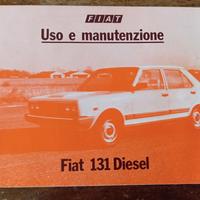 FIAT
Uso e manutenzione
Fiat 131 Diesel